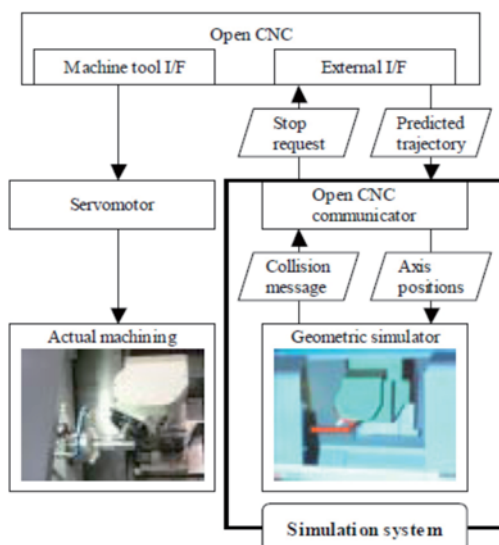 Open CNC
Machine tool I/F
External I/F
Stop
request
Predicted
trajectory
Servomotor
Open CNC
communicator
Collision
message
Axis
positions
Actual machining
Geometric simulator
Simulation system